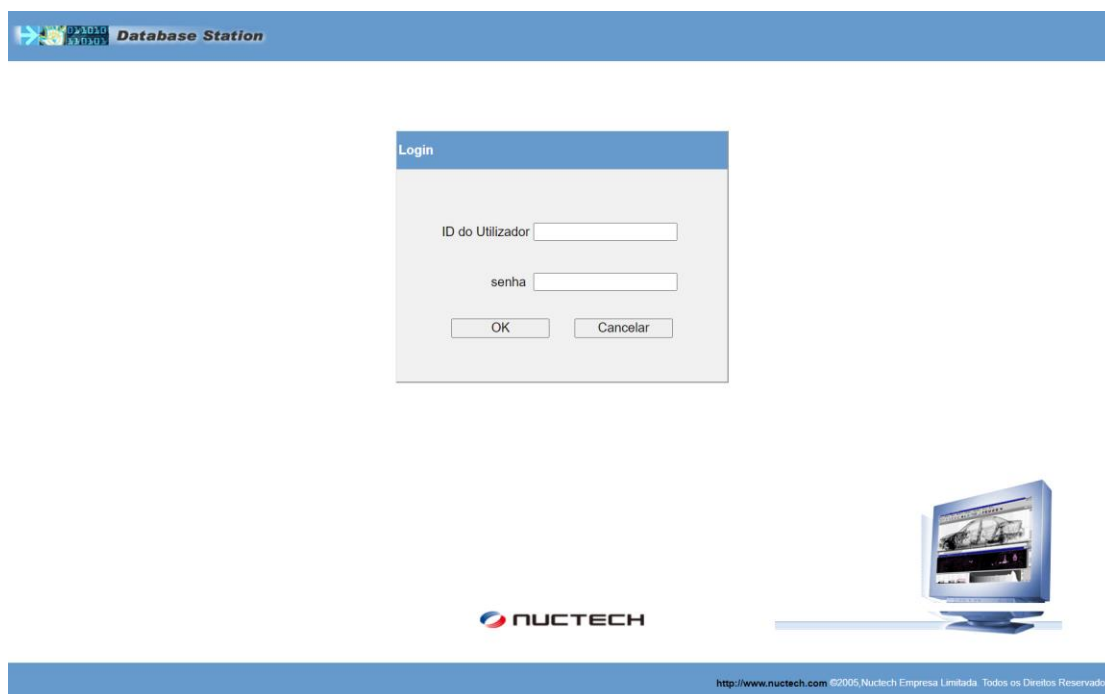 Database Station
Login
ID do Utilizador
senha
OK Cancelar
NUCTECH
http://www.nuctech.com ©2005,Nuctech Empresa Limitada. Todos os Direitos Reservado